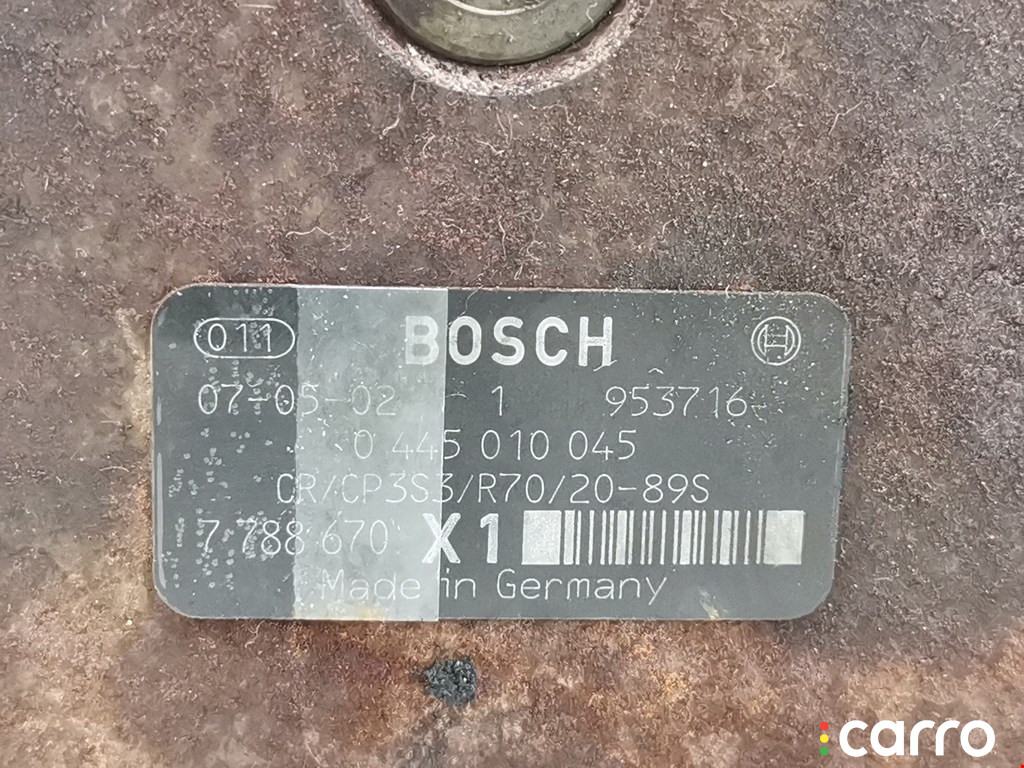 011 BOSCH
07-05-02 - 1 953716
0 445 010 045
CR/CP3S3/R70/20-89S
7 788 670 X1
Made in Germany
carro